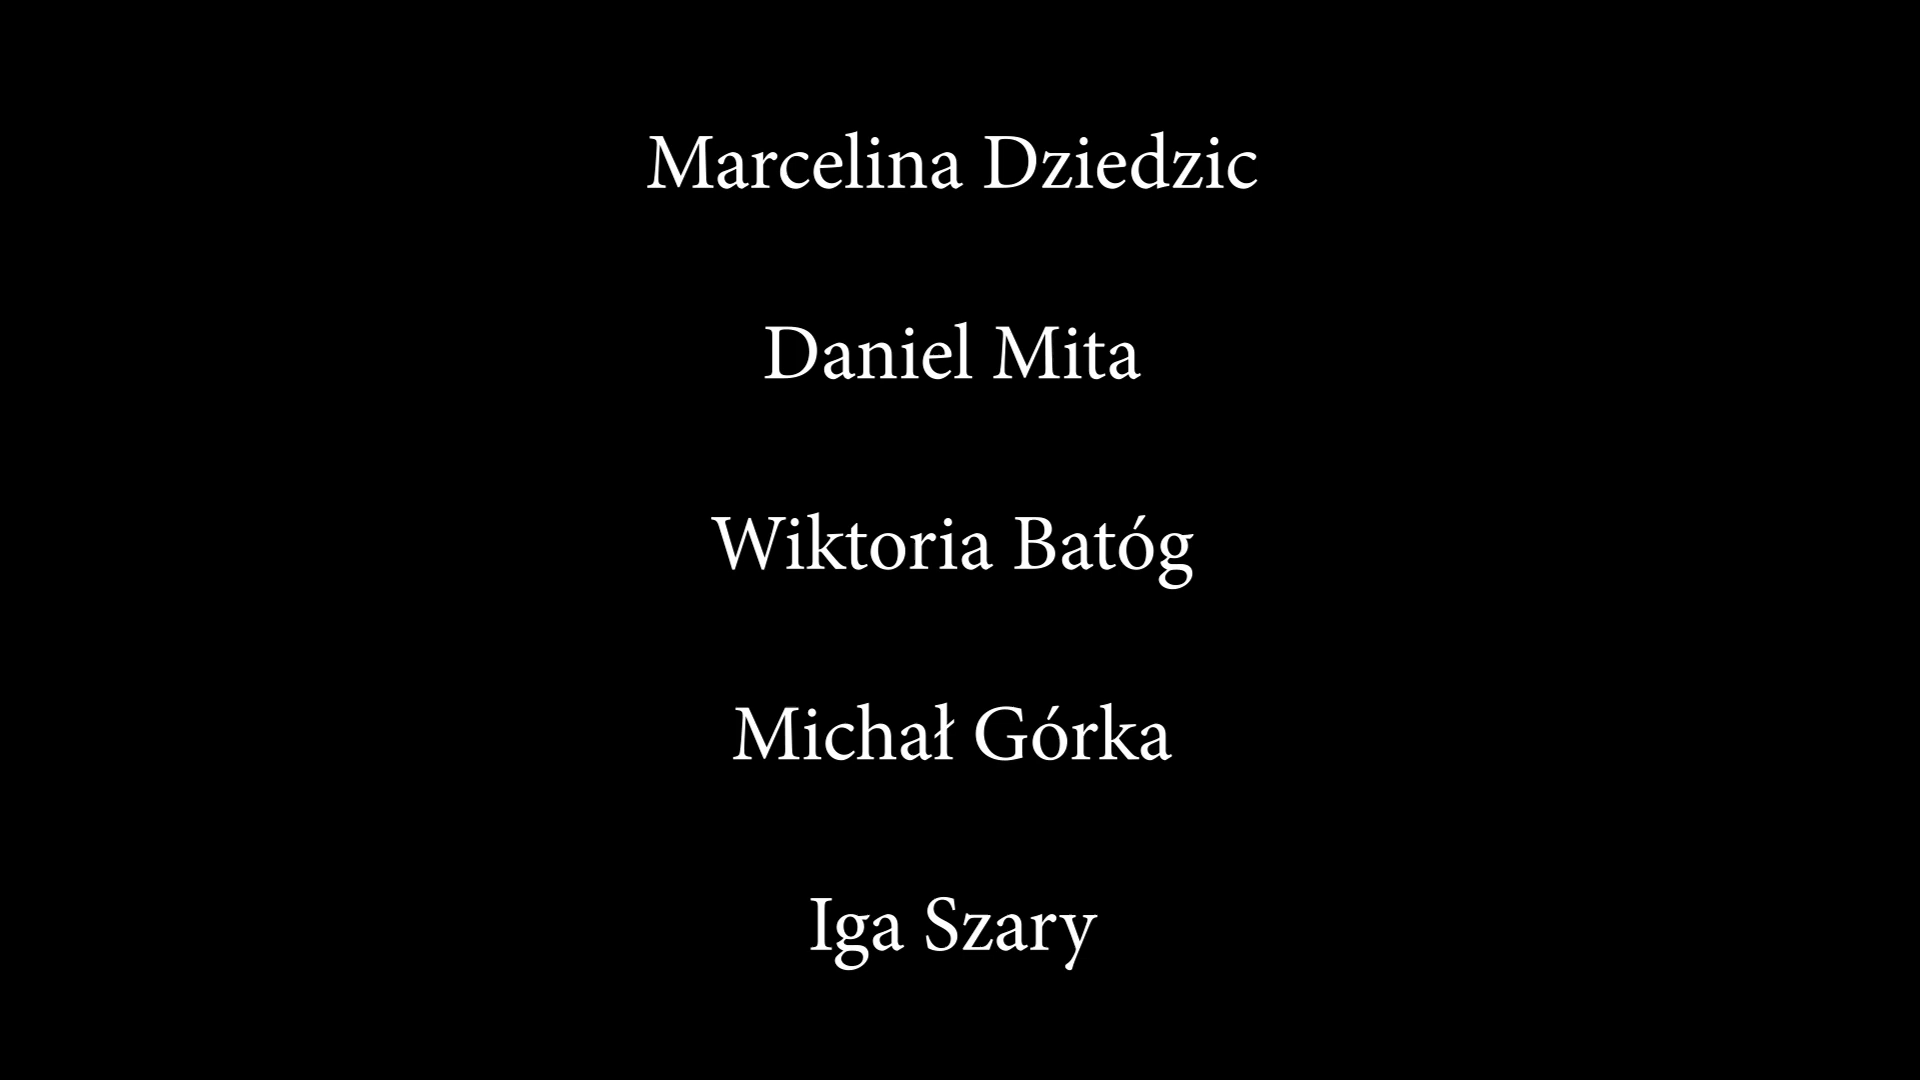 Marcelina Dziedzic
Daniel Mita
Wiktoria Batóg
Michał Górka
Iga Szary